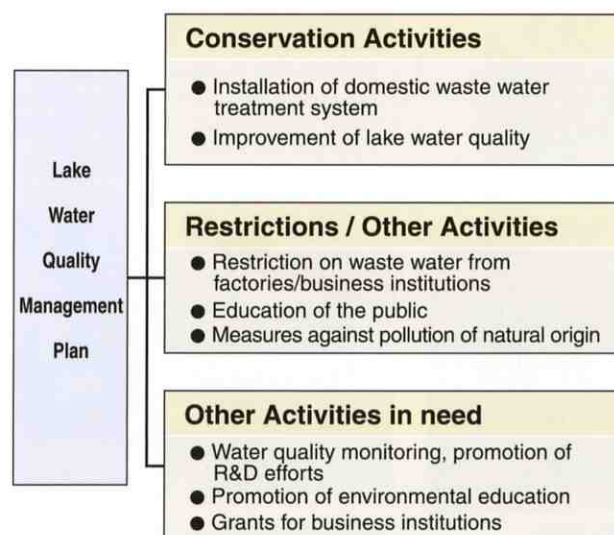 Lake
Water
Quality
Management
Plan
Conservation Activities
● Installation of domestic waste water
treatment system
● Improvement of lake water quality
Restrictions / Other Activities
● Restriction on waste water from
factories/business institutions
● Education of the public
● Measures against pollution of natural origin
Other Activities in need
● Water quality monitoring, promotion of
R&D efforts
● Promotion of environmental education
● Grants for business institutions